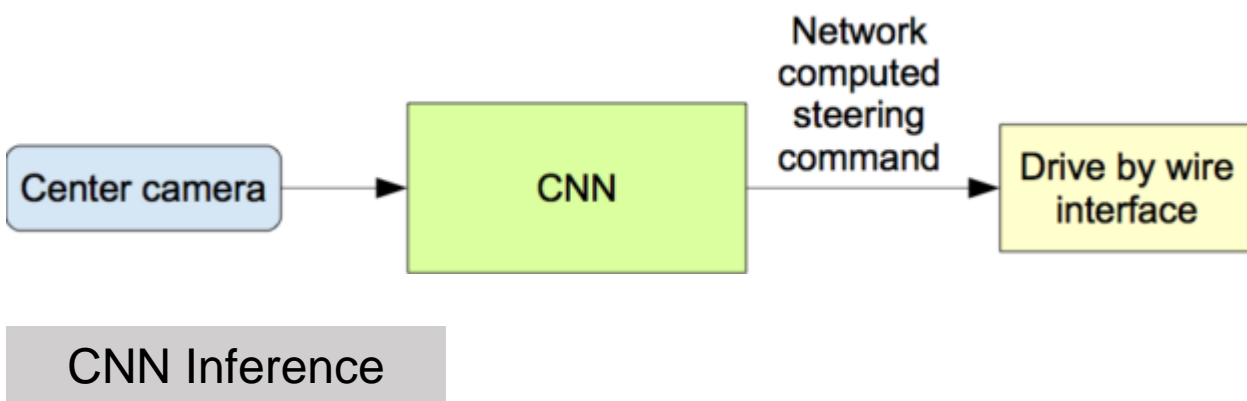 Center camera
CNN
Network
computed
steering
command
Drive by wire
interface
CNN Inference